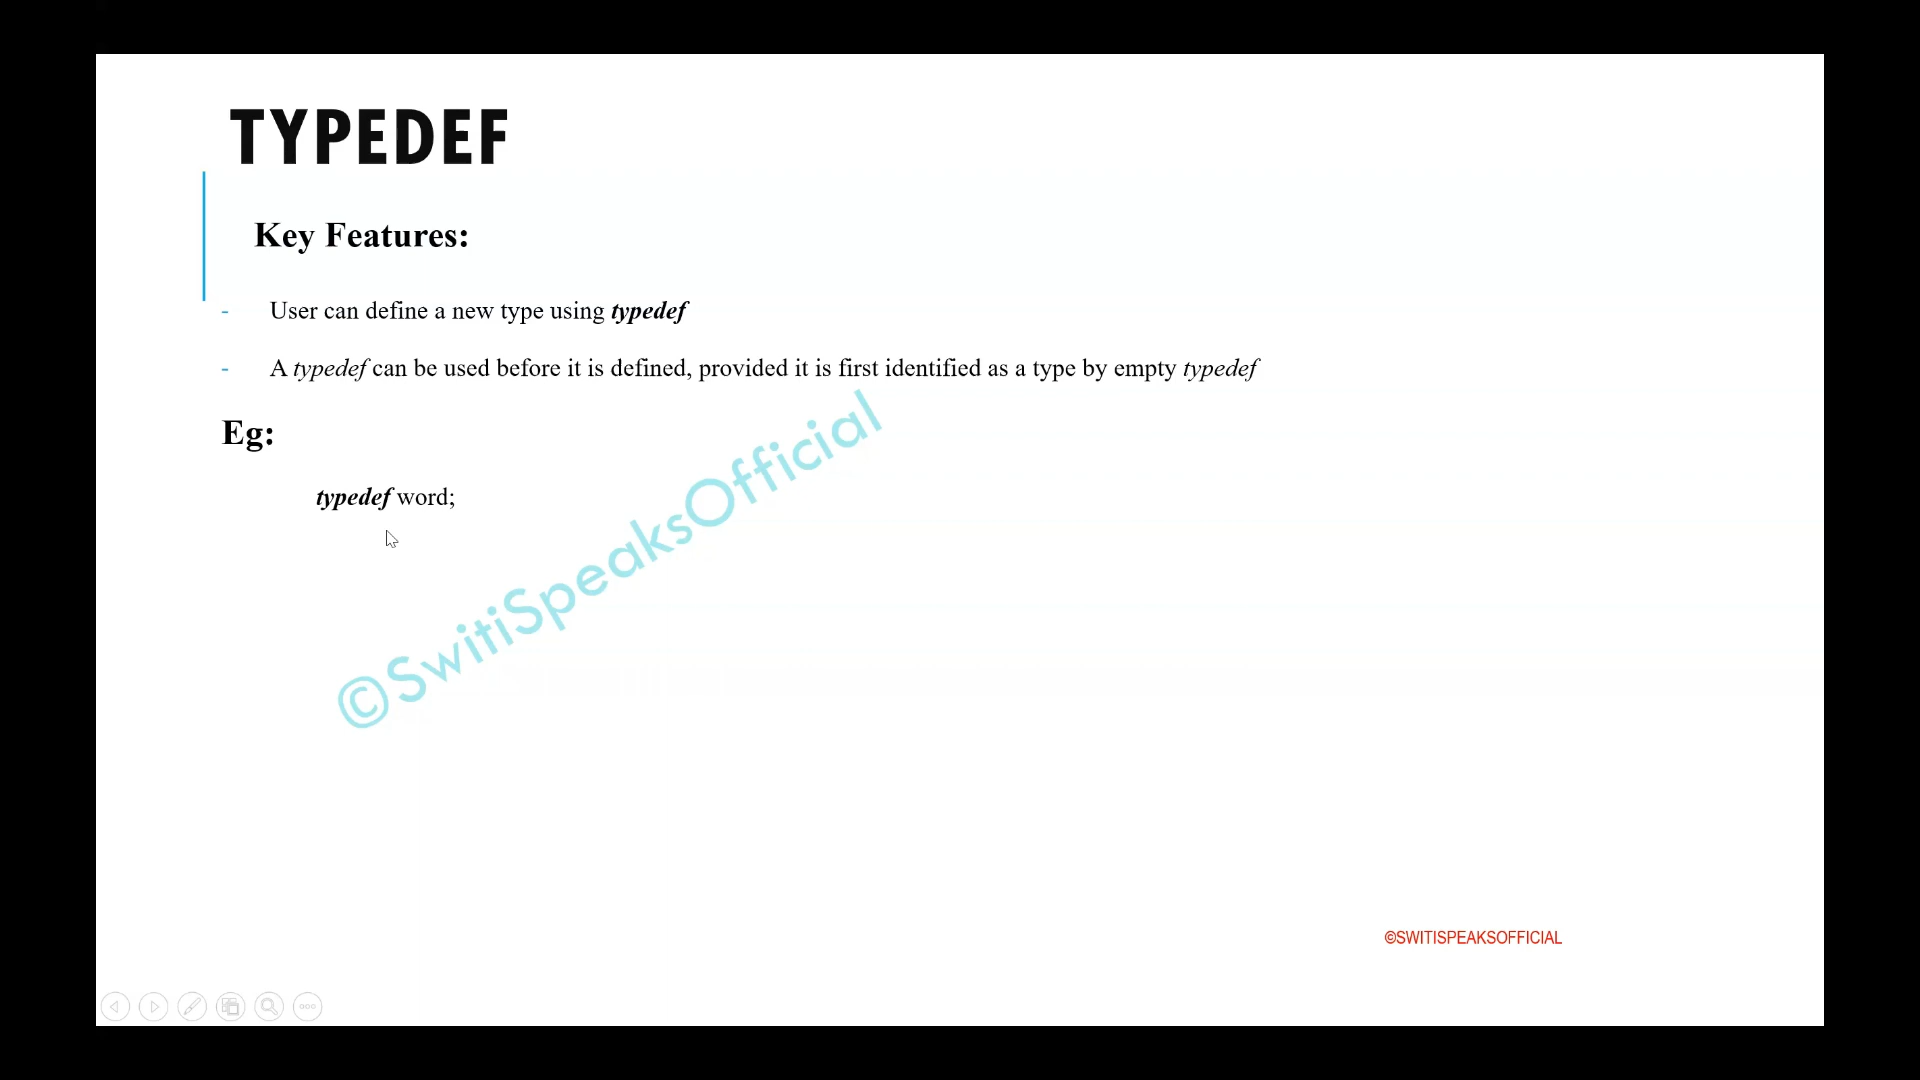 TYPEDEF
Key Features:
- User can define a new type using typedef
- A typedef can be used before it is defined, provided it is first identified as a type by empty typedef
Eg:
typedef word;
©SwitiSpeaksOfficial
©SWITISPEAKSOFFICIAL